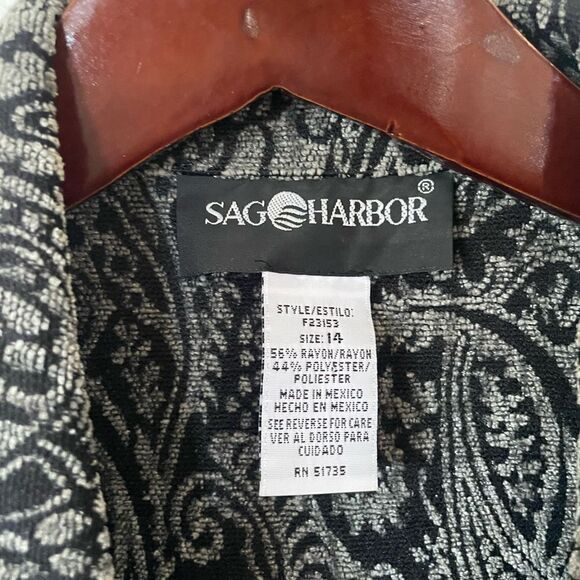 SAG HARBOR®
STYLE/ESTILO:
F23153
SIZE: 14
56% RAYON/RAYON
44% POLYESTER/
POLIESTER
MADE IN MEXICO
HECHO EN MEXICO
SEE REVERSE FOR CARE
VER AL DORSO PARA
CUIDADO
RN 51735